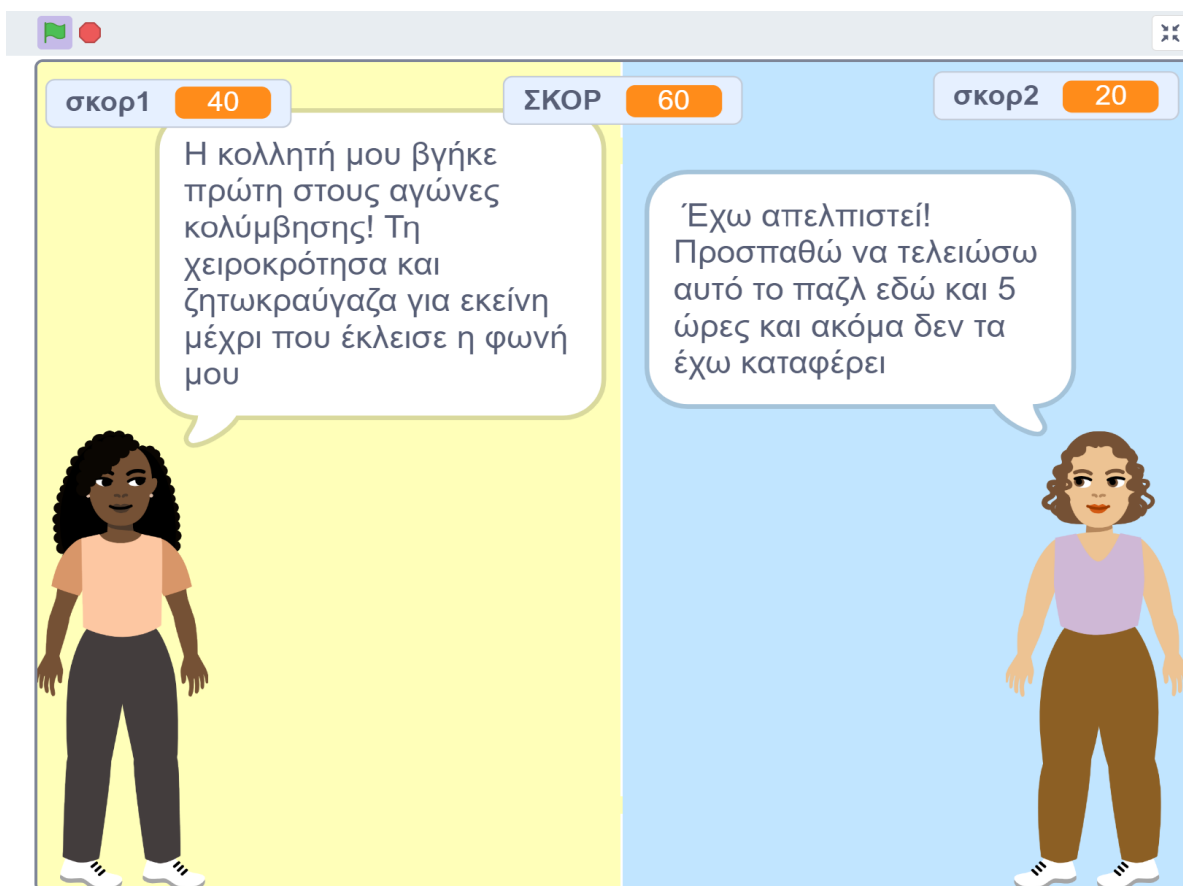 σκορ1 40
ΣΚΟΡ 60
σκορ2 20
Η κολλητή μου βγήκε
πρώτη στους αγώνες
κολύμβησης! Τη
χειροκρότησα και
ζητωκραύγαζα για εκείνη
μέχρι που έκλεισε η φωνή
μου
Έχω απελπιστεί!
Προσπαθώ να τελειώσω
αυτό το παζλ εδώ και 5
ώρες και ακόμα δεν τα
έχω καταφέρει